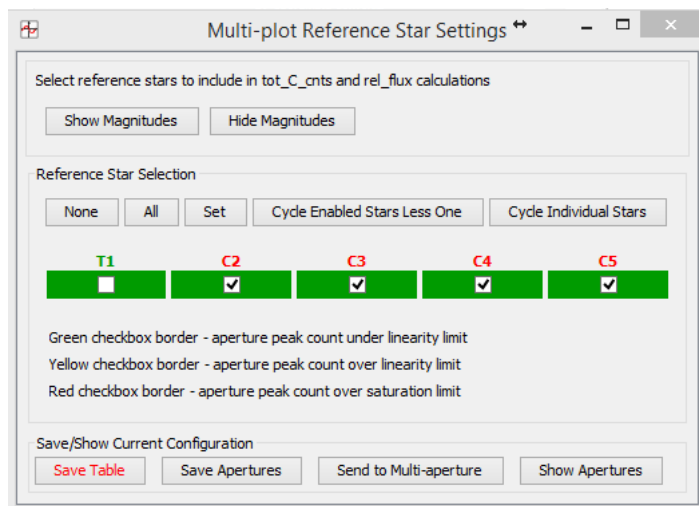 Multi-plot Reference Star Settings
Select reference stars to include in tot_C_cnts and rel_flux calculations
Show Magnitudes Hide Magnitudes
Reference Star Selection
None All Set Cycle Enabled Stars Less One Cycle Individual Stars
T1 C2 C3 C4 C5
Green checkbox border - aperture peak count under linearity limit
Yellow checkbox border - aperture peak count over linearity limit
Red checkbox border - aperture peak count over saturation limit
Save/Show Current Configuration
Save Table Save Apertures Send to Multi-aperture Show Apertures